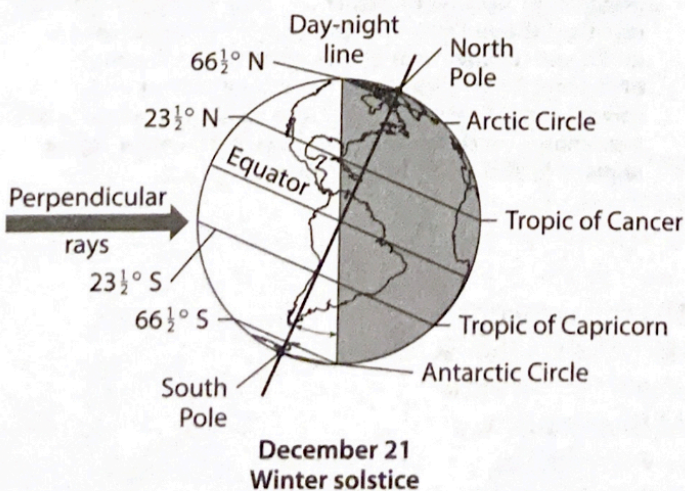 Day-night
line
North
Pole
66½° N
23½° N
Arctic Circle
Equator
Perpendicular
rays
Tropic of Cancer
23½° S
66½° S
Tropic of Capricorn
Antarctic Circle
South
Pole
December 21
Winter solstice